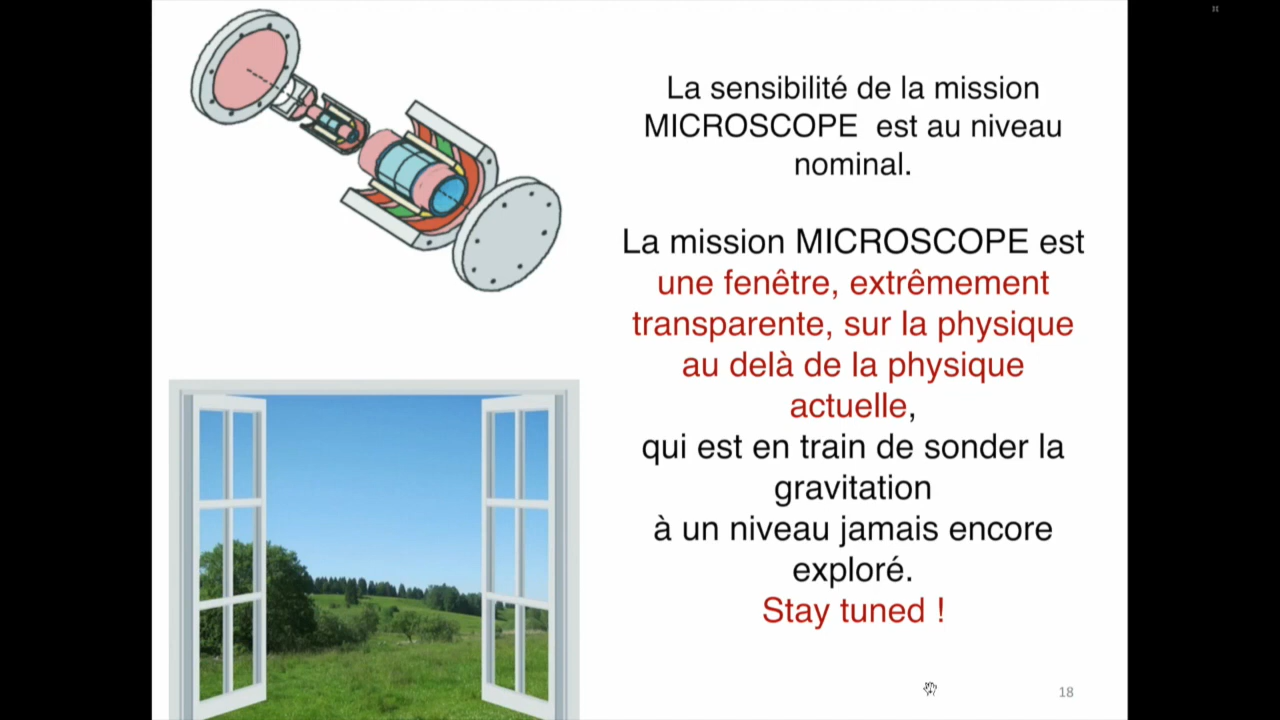 La sensibilité de la mission
MICROSCOPE est au niveau
nominal.
La mission MICROSCOPE est
une fenêtre, extrêmement
transparente, sur la physique
au delà de la physique
actuelle,
qui est en train de sonder la
gravitation
à un niveau jamais encore
exploré.
Stay tuned !
18